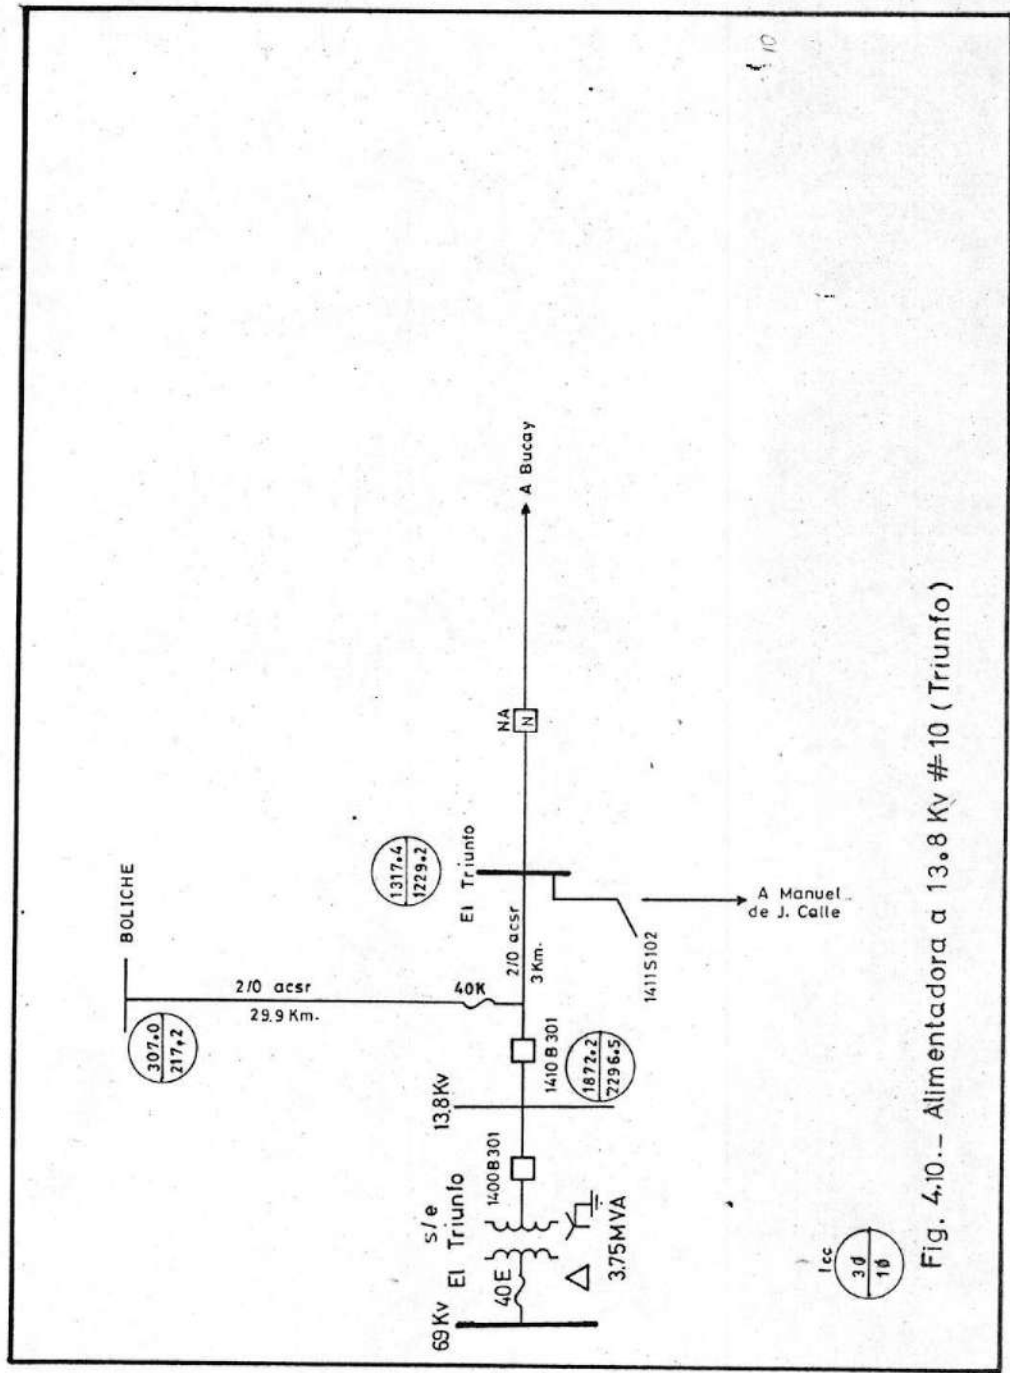 10
BOLICHE
307.0
217.2
2/0 acsr
29.9 Km.
40K
1317.4
1229.2
El Triunfo
2/0 acsr
3 Km.
NA
N
A Bucay
1411S102
A Manuel
de J. Calle
13.8Kv
1410 B 301
1872.2
2296.5
s/e
El Triunfo
1400B301
69 Kv
40E
3.75MVA
Icc
3Ø
1Ø
Fig. 4.10.- Alimentadora a 13.8 Kv #10 (Triunfo)